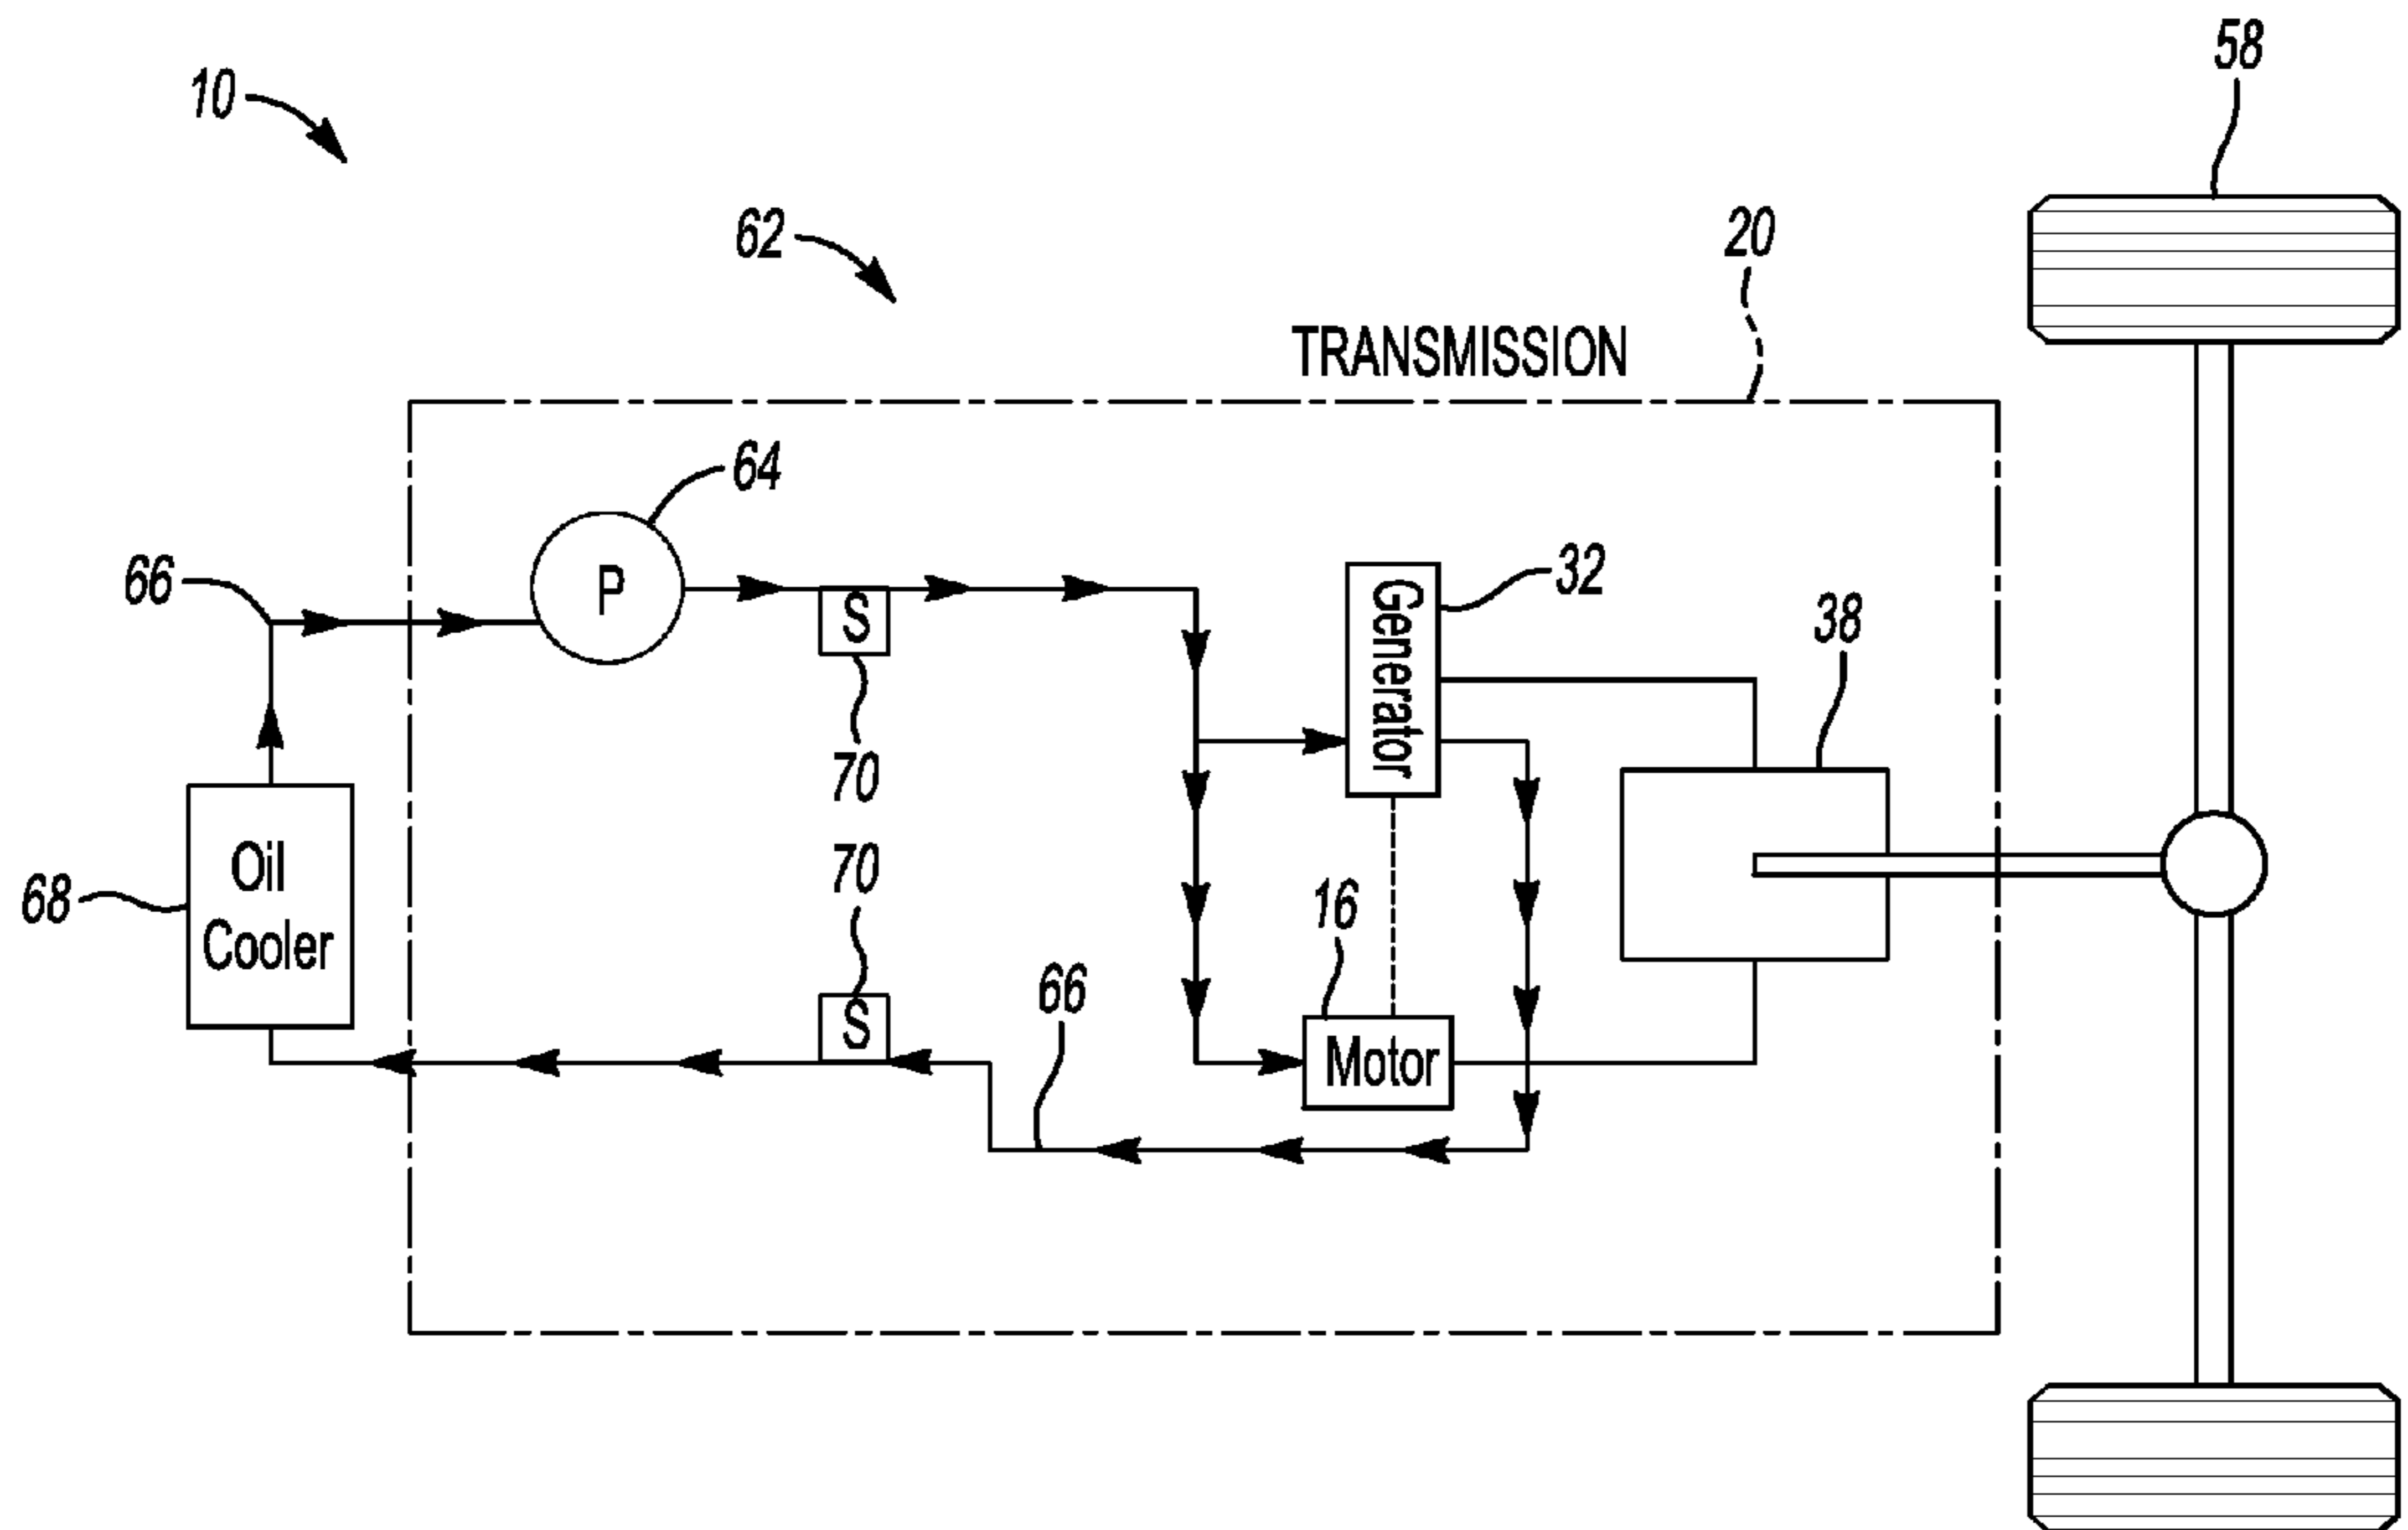 58
10
62
20
TRANSMISSION
64
66
P
S
Generator
32
38
70
70
Oil
Cooler
68
16
66
S
Motor